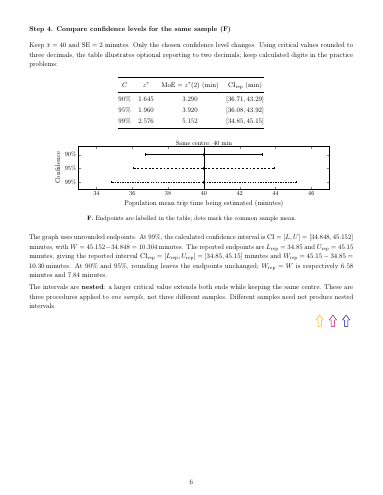 Step 4. Compare confidence levels for the same sample (F)
Keep x̄ = 40 and SE = 2 minutes. Only the chosen confidence level changes. Using critical values rounded to
three decimals, the table illustrates optional reporting to two decimals; keep calculated digits in the practice
problems:
C z* MoE = z*(2) (min) CIrep (min)
90% 1.645 3.290 [36.71, 43.29]
95% 1.960 3.920 [36.08, 43.92]
99% 2.576 5.152 [34.85, 45.15]
Same centre: 40 min
Confidence
90%
95%
99%
34 36 38 40 42 44 46
Population mean trip time being estimated (minutes)
F. Endpoints are labelled in the table; dots mark the common sample mean.
The graph uses unrounded endpoints. At 99%, the calculated confidence interval is CI = [L, U] = [34.848, 45.152]
minutes, with W = 45.152−34.848 = 10.304 minutes. The reported endpoints are Lrep = 34.85 and Urep = 45.15
minutes, giving the reported interval CIrep = [Lrep, Urep] = [34.85, 45.15] minutes and Wrep = 45.15 − 34.85 =
10.30 minutes. At 90% and 95%, rounding leaves the endpoints unchanged; Wrep = W is respectively 6.58
minutes and 7.84 minutes.
The intervals are nested: a larger critical value extends both ends while keeping the same centre. These are
three procedures applied to one sample, not three different samples. Different samples need not produce nested
intervals.
6